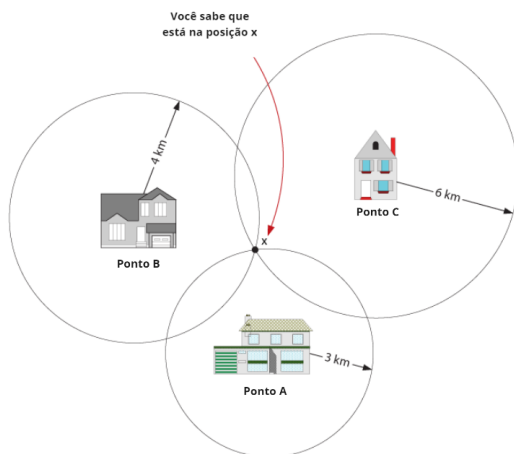 Você sabe que
está na posição x
4 km
6 km
Ponto C
x
Ponto B
3 km
Ponto A